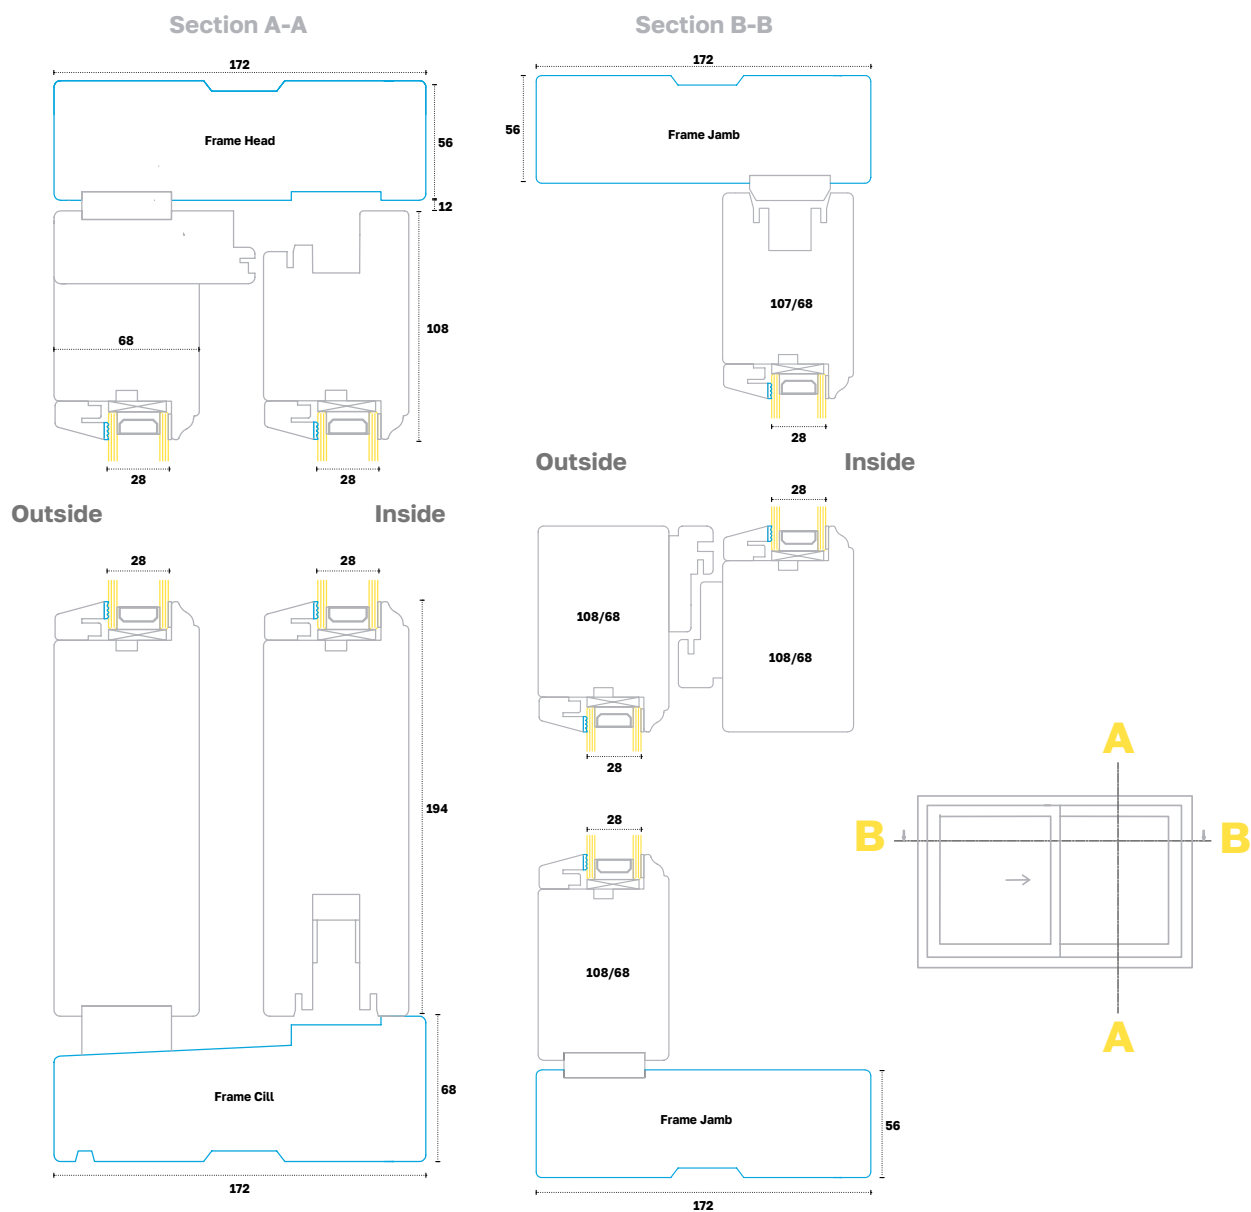 Section A-A
172
Frame Head
56
12
68
108
28
28
Outside
Inside
28
28
194
Frame Cill
68
172
Section B-B
172
56
Frame Jamb
107/68
28
Outside
Inside
28
108/68
108/68
28
28
108/68
Frame Jamb
56
172
A
B
B
A